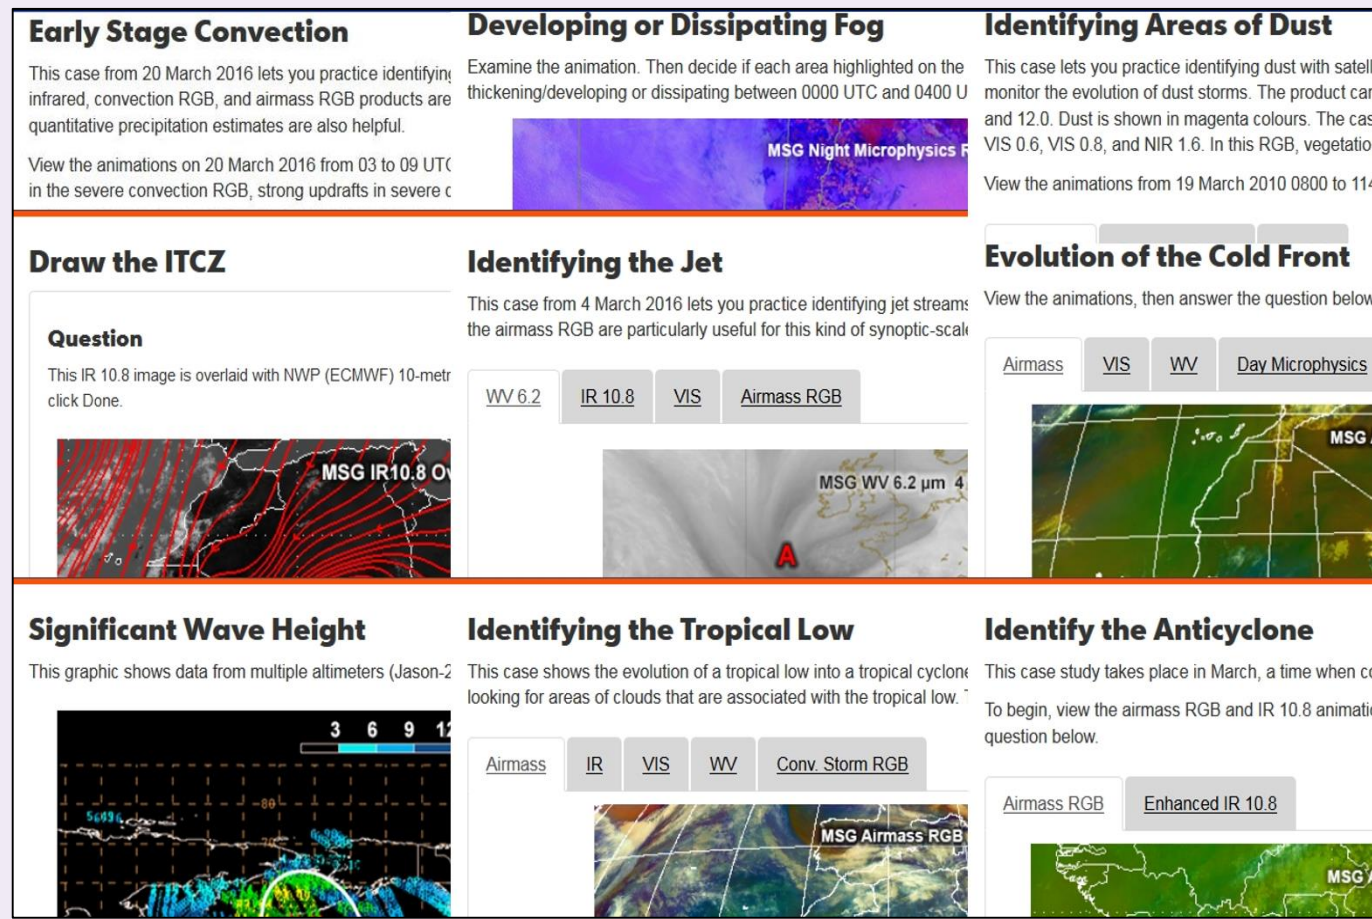 Early Stage Convection
This case from 20 March 2016 lets you practice identifying
infrared, convection RGB, and airmass RGB products are
quantitative precipitation estimates are also helpful.
View the animations on 20 March 2016 from 03 to 09 UTC
in the severe convection RGB, strong updrafts in severe
Developing or Dissipating Fog
Examine the animation. Then decide if each area highlighted on the
thickening/developing or dissipating between 0000 UTC and 0400 U
MSG Night Microphysics R
Identifying Areas of Dust
This case lets you practice identifying dust with satell
monitor the evolution of dust storms. The product can
and 12.0. Dust is shown in magenta colours. The cas
VIS 0.6, VIS 0.8, and NIR 1.6. In this RGB, vegetatio
View the animations from 19 March 2010 0800 to 114
Draw the ITCZ
Question
This IR 10.8 image is overlaid with NWP (ECMWF) 10-metr
click Done.
MSG IR10.8 Ov
Identifying the Jet
This case from 4 March 2016 lets you practice identifying jet streams
the airmass RGB are particularly useful for this kind of synoptic-scale
WV 6.2 IR 10.8 VIS Airmass RGB
MSG WV 6.2 µm 4
A
Evolution of the Cold Front
View the animations, then answer the question below
Airmass VIS WV Day Microphysics
MSG
Significant Wave Height
This graphic shows data from multiple altimeters (Jason-2
3 6 9 12
80
Identifying the Tropical Low
This case shows the evolution of a tropical low into a tropical cyclone
looking for areas of clouds that are associated with the tropical low.
Airmass IR VIS WV Conv. Storm RGB
MSG Airmass RGB
Identify the Anticyclone
This case study takes place in March, a time when co
To begin, view the airmass RGB and IR 10.8 animatio
question below.
Airmass RGB Enhanced IR 10.8
MSG A